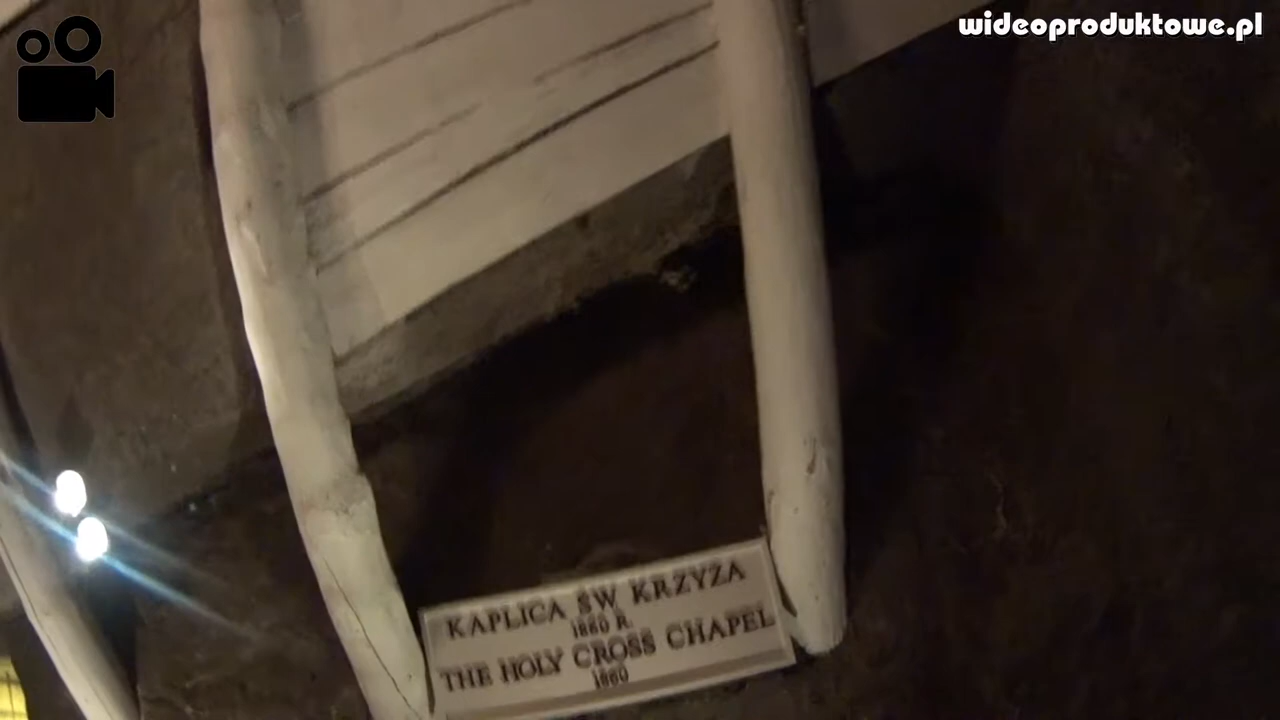 wideoproduktowe.pl
KAPLICA ŚW KRZYŻA
1860 R.
THE HOLY CROSS CHAPEL
1860